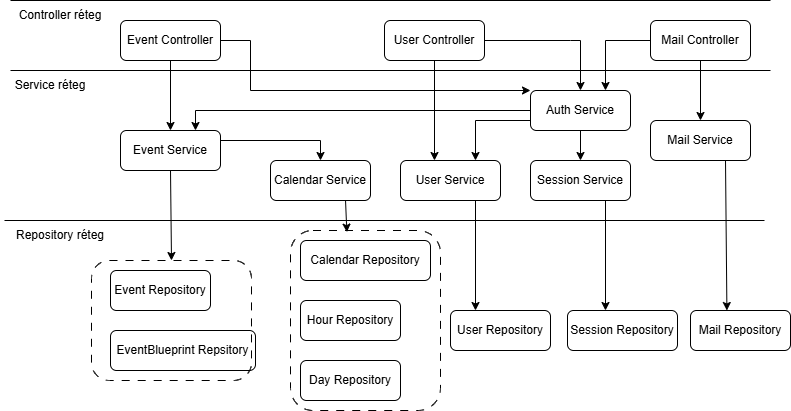 Controller réteg
Event Controller
User Controller
Mail Controller
Service réteg
Auth Service
Event Service
Mail Service
Calendar Service
User Service
Session Service
Repository réteg
Calendar Repository
Event Repository
Hour Repository
User Repository
Session Repository
Mail Repository
EventBlueprint Repsitory
Day Repository